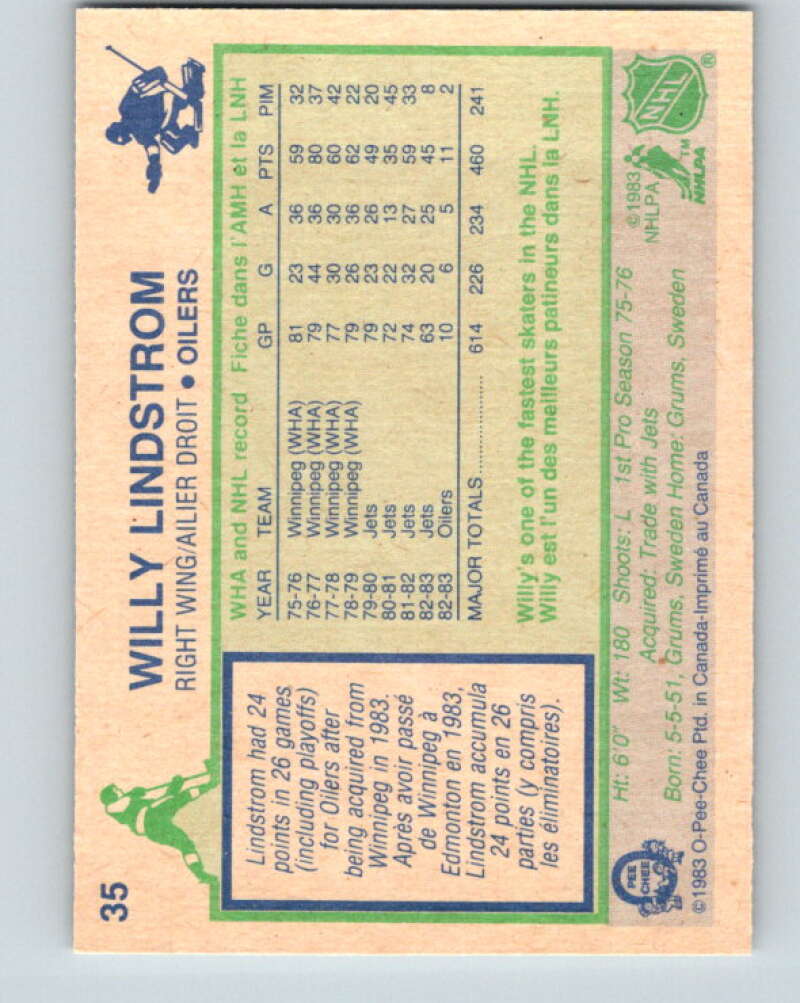 35
WILLY LINDSTROM
RIGHT WING/AILIER DROIT • OILERS
Lindstrom had 24
points in 26 games
(including playoffs)
for Oilers after
being acquired from
Winnipeg in 1983.
Après avoir passé
de Winnipeg à
Edmonton en 1983,
Lindstrom accumula
24 points en 26
parties (y compris
les éliminatoires).
WHA and NHL record Fiche dans l'AMH et la LNH
YEAR TEAM GP G A PTS PIM
75-76 Winnipeg (WHA) 81 23 36 59 32
76-77 Winnipeg (WHA) 79 44 36 80 37
77-78 Winnipeg (WHA) 77 30 30 60 42
78-79 Winnipeg (WHA) 79 26 36 62 22
79-80 Jets 79 23 26 49 20
80-81 Jets 72 22 13 35 45
81-82 Jets 74 32 27 59 33
82-83 Jets 63 20 25 45 8
82-83 Oilers 10 6 5 11 2
MAJOR TOTALS............... 614 226 234 460 241
Willy's one of the fastest skaters in the NHL.
Willy est l'un des meilleurs patineurs dans la LNH.
Ht: 6'0" Wt: 180 Shoots: L 1st Pro Season 75-76
Acquired: Trade with Jets
Born: 5-5-51, Grums, Sweden Home: Grums, Sweden
©1983 O-Pee-Chee Ptd. in Canada-Imprimé au Canada
O
PEE
CHEE
©1983
NHLPA
NHL
®
TM
NHLPA